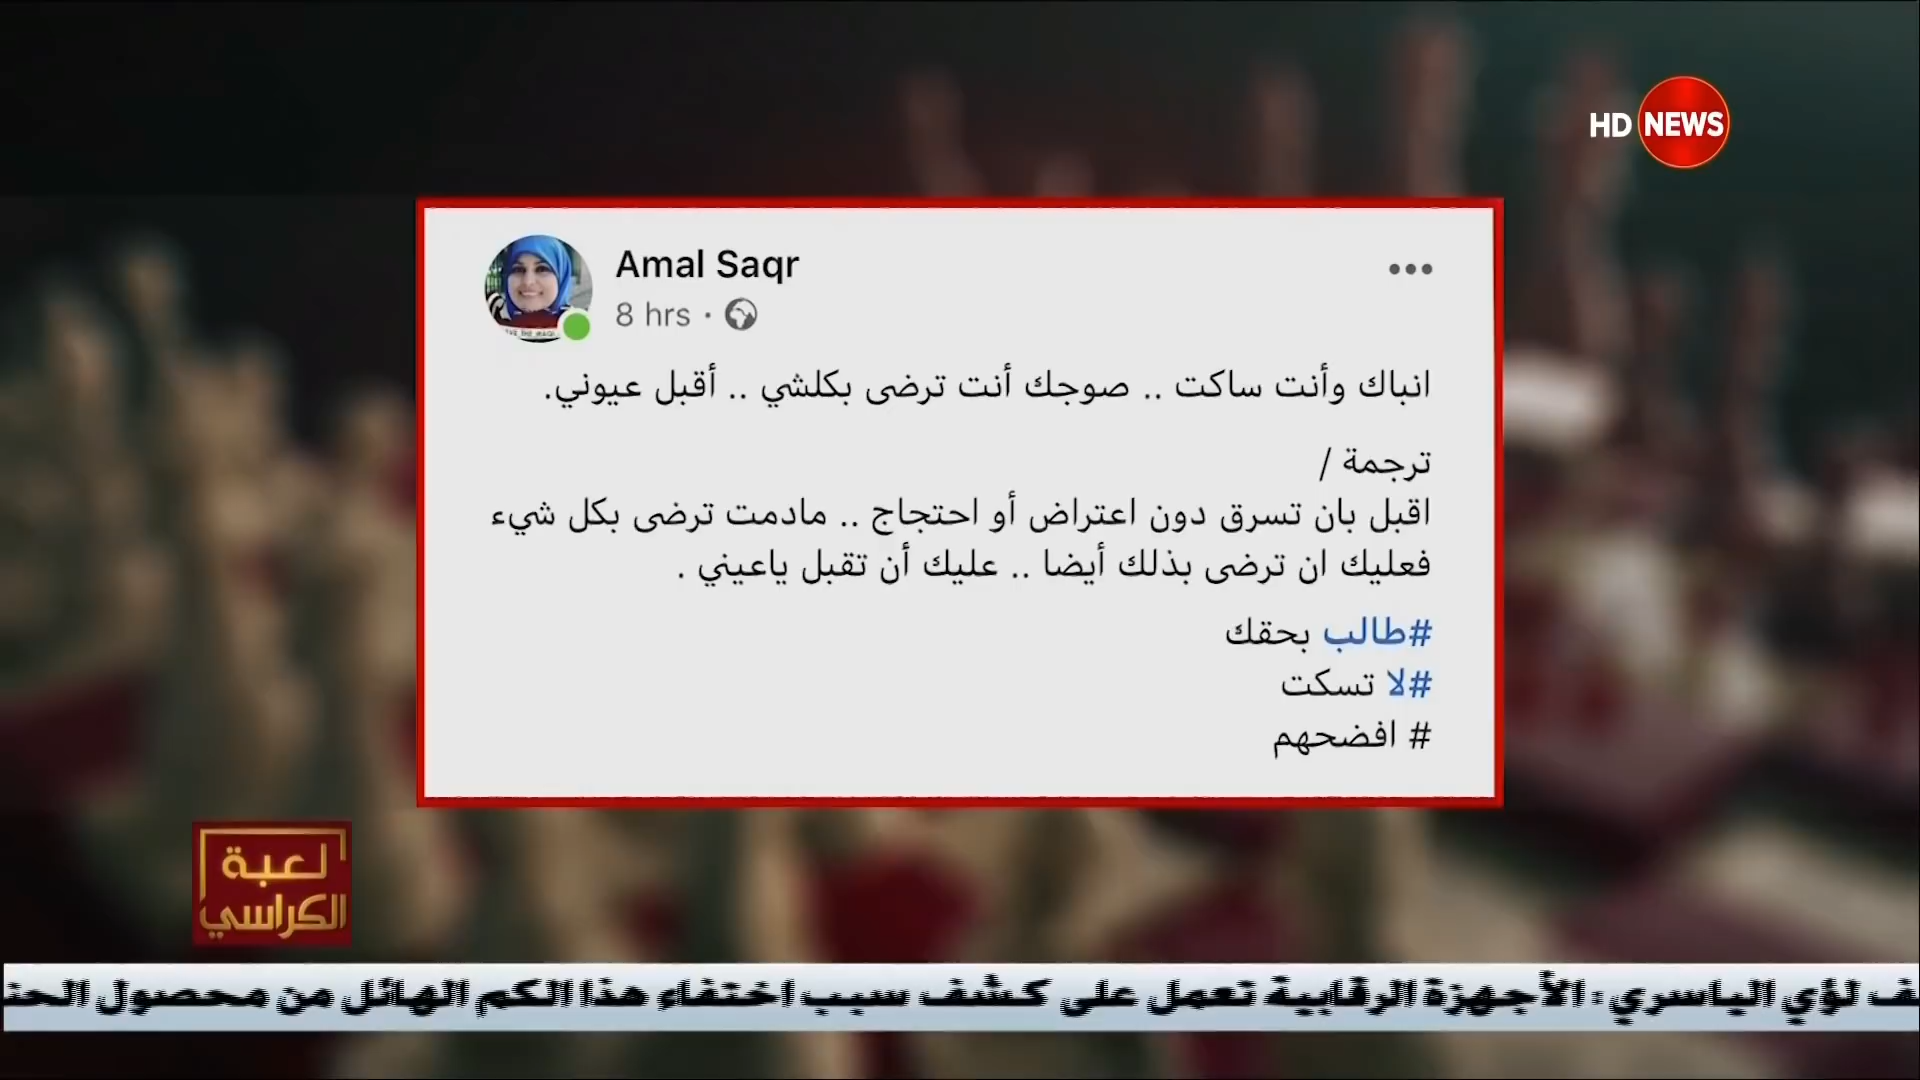 HD NEWS
Amal Saqr
8 hrs ·
انباك وأنت ساكت .. صوجك أنت ترضى بكلشي .. أقبل عيوني.
ترجمة /
اقبل بان تسرق دون اعتراض أو احتجاج .. مادمت ترضى بكل شيء
فعليك ان ترضى بذلك أيضا .. عليك أن تقبل ياعيني .
#طالب بحقك
#لا تسكت
# افضحهم
لعبة
الكراسي
لؤي الياسري: الأجهزة الرقابية تعمل على كشف سبب اختفاء هذا الكم الهائل من محصول